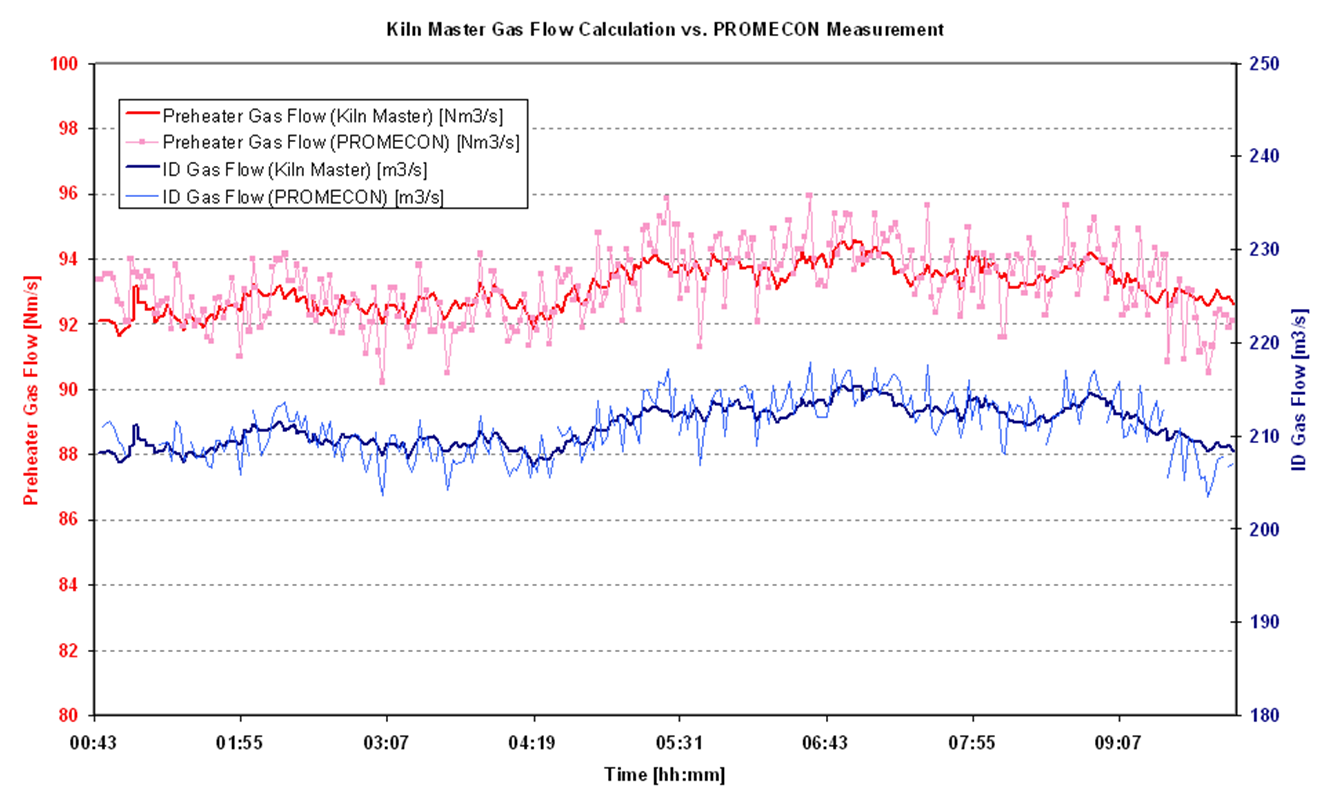 Kiln Master Gas Flow Calculation vs. PROMECON Measurement
Preheater Gas Flow (Kiln Master) [Nm3/s]
Preheater Gas Flow (PROMECON) [Nm3/s]
ID Gas Flow (Kiln Master) [m3/s]
ID Gas Flow (PROMECON) [m3/s]
Preheater Gas Flow [Nm/s]
100
98
96
94
92
90
88
86
84
82
80
250
240
230
220
210
200
190
180
ID Gas Flow [m3/s]
00:43 01:55 03:07 04:19 05:31 06:43 07:55 09:07
Time [hh:mm]